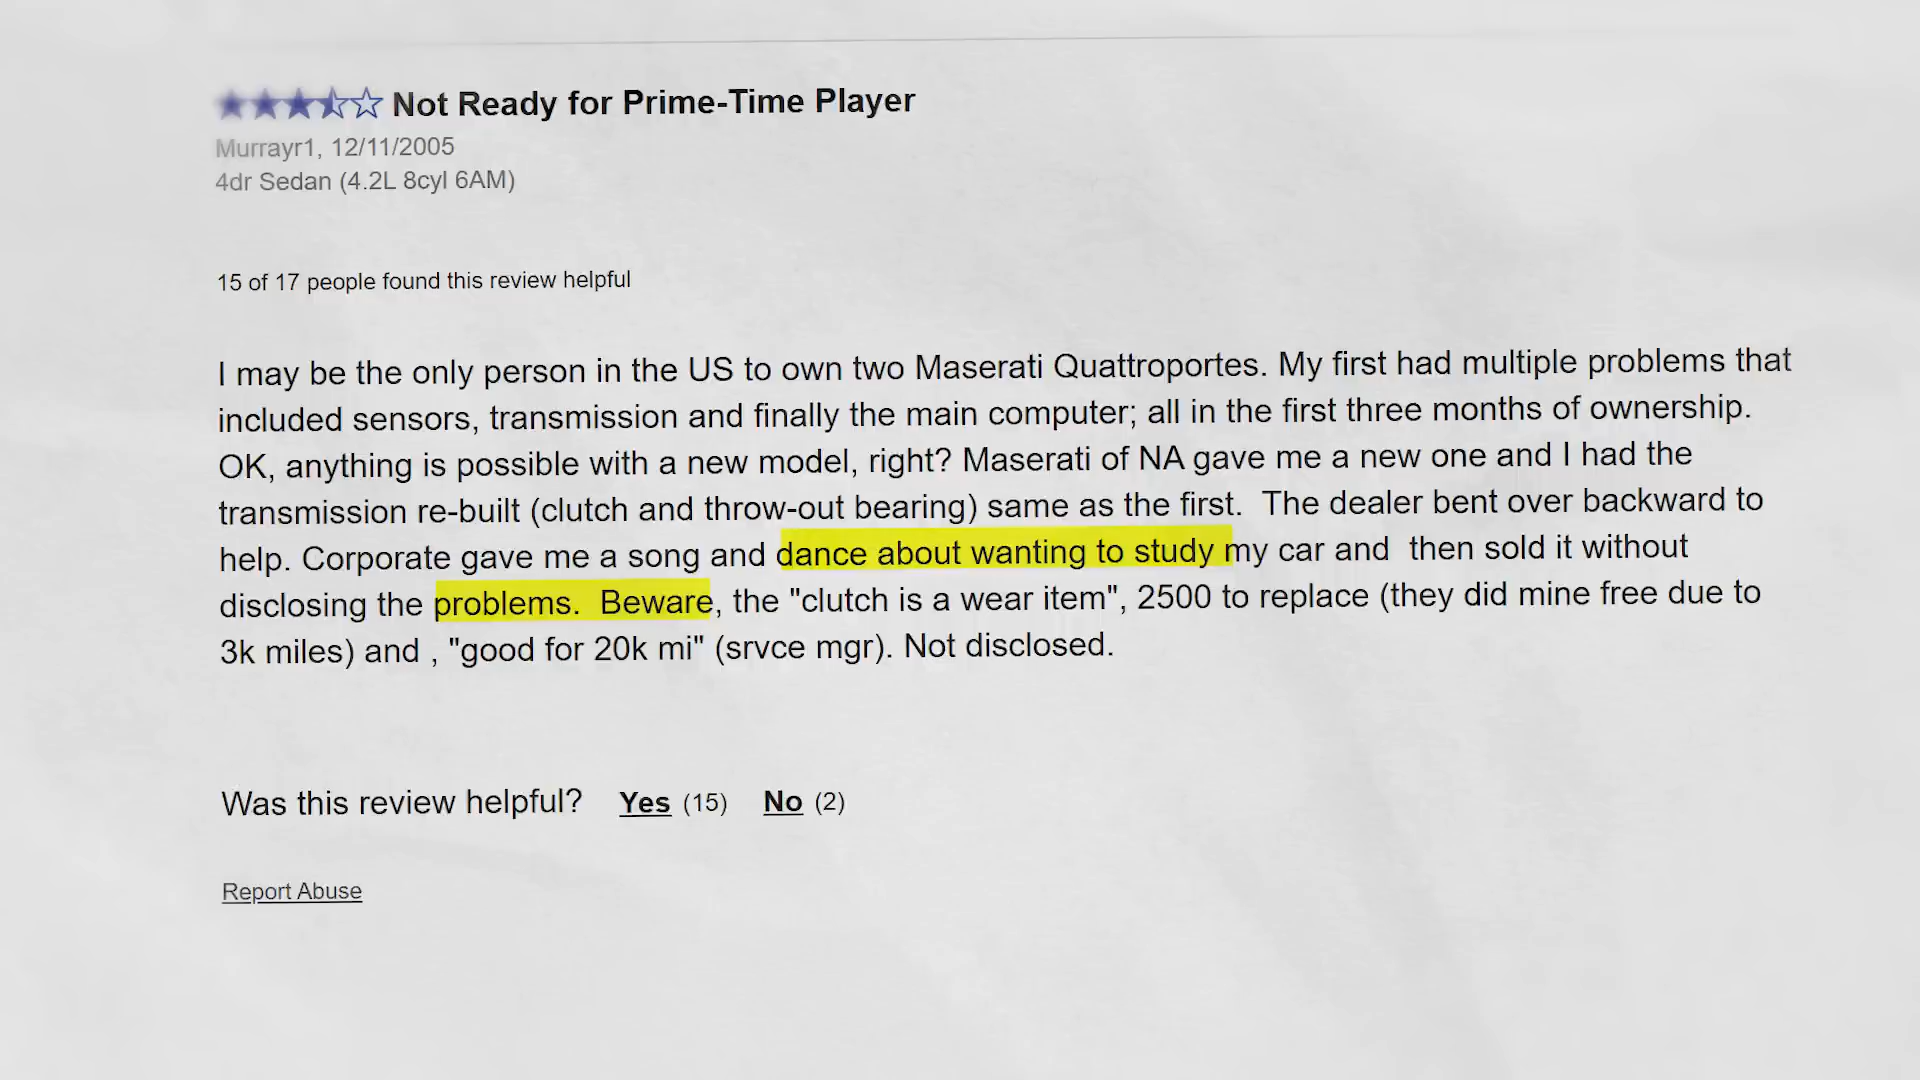 Not Ready for Prime-Time Player
Murrayr1, 12/11/2005
4dr Sedan (4.2L 8cyl 6AM)
15 of 17 people found this review helpful
I may be the only person in the US to own two Maserati Quattroportes. My first had multiple problems that
included sensors, transmission and finally the main computer; all in the first three months of ownership.
OK, anything is possible with a new model, right? Maserati of NA gave me a new one and I had the
transmission re-built (clutch and throw-out bearing) same as the first.  The dealer bent over backward to
help. Corporate gave me a song and dance about wanting to study my car and  then sold it without
disclosing the problems.  Beware, the "clutch is a wear item", 2500 to replace (they did mine free due to
3k miles) and , "good for 20k mi" (srvce mgr). Not disclosed.
Was this review helpful? Yes (15) No (2)
Report Abuse